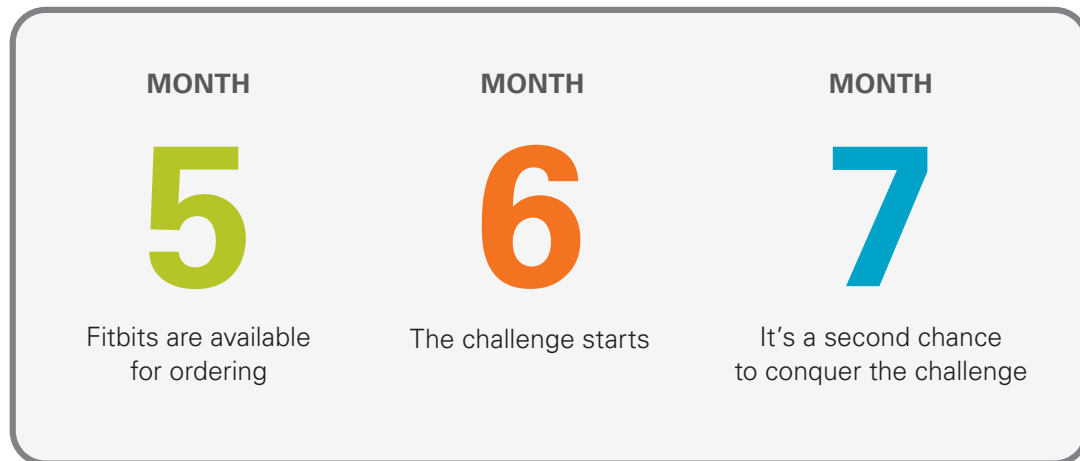 MONTH
5
Fitbits are available
for ordering
MONTH
6
The challenge starts
MONTH
7
It’s a second chance
to conquer the challenge